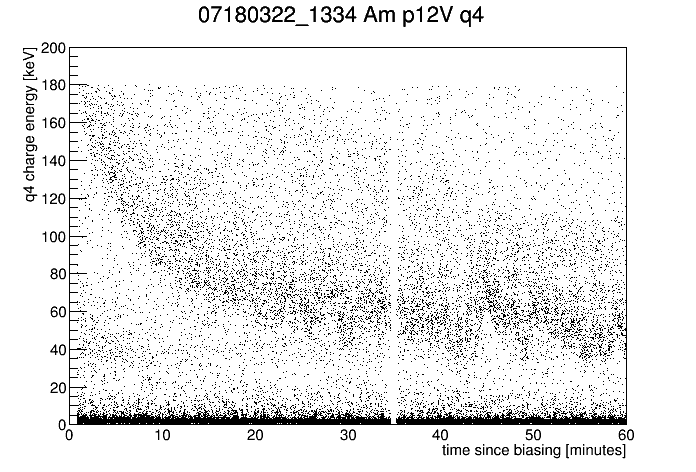 07180322_1334 Am p12V q4
q4 charge energy [keV]
200
180
160
140
120
100
80
60
40
20
0
0 10 20 30 40 50 60
time since biasing [minutes]